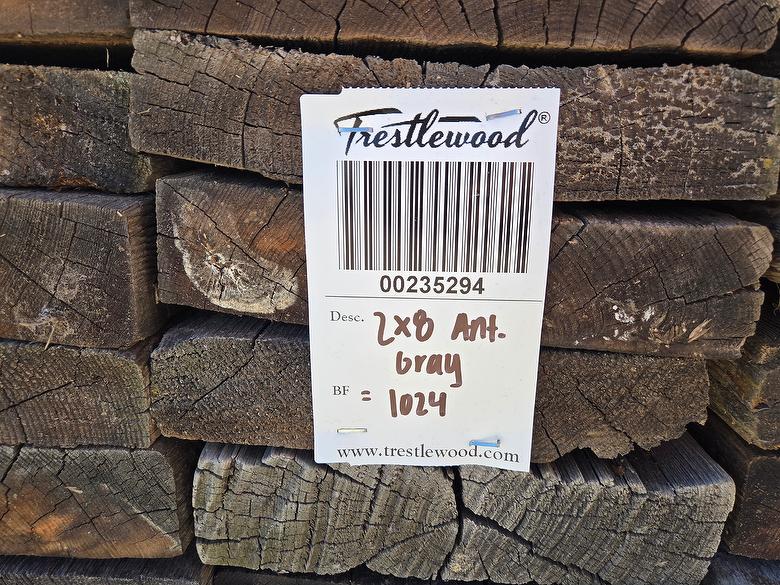 Trestlewood®
00235294
Desc. 2x8 Ant.
Gray
BF = 1024
www.trestlewood.com